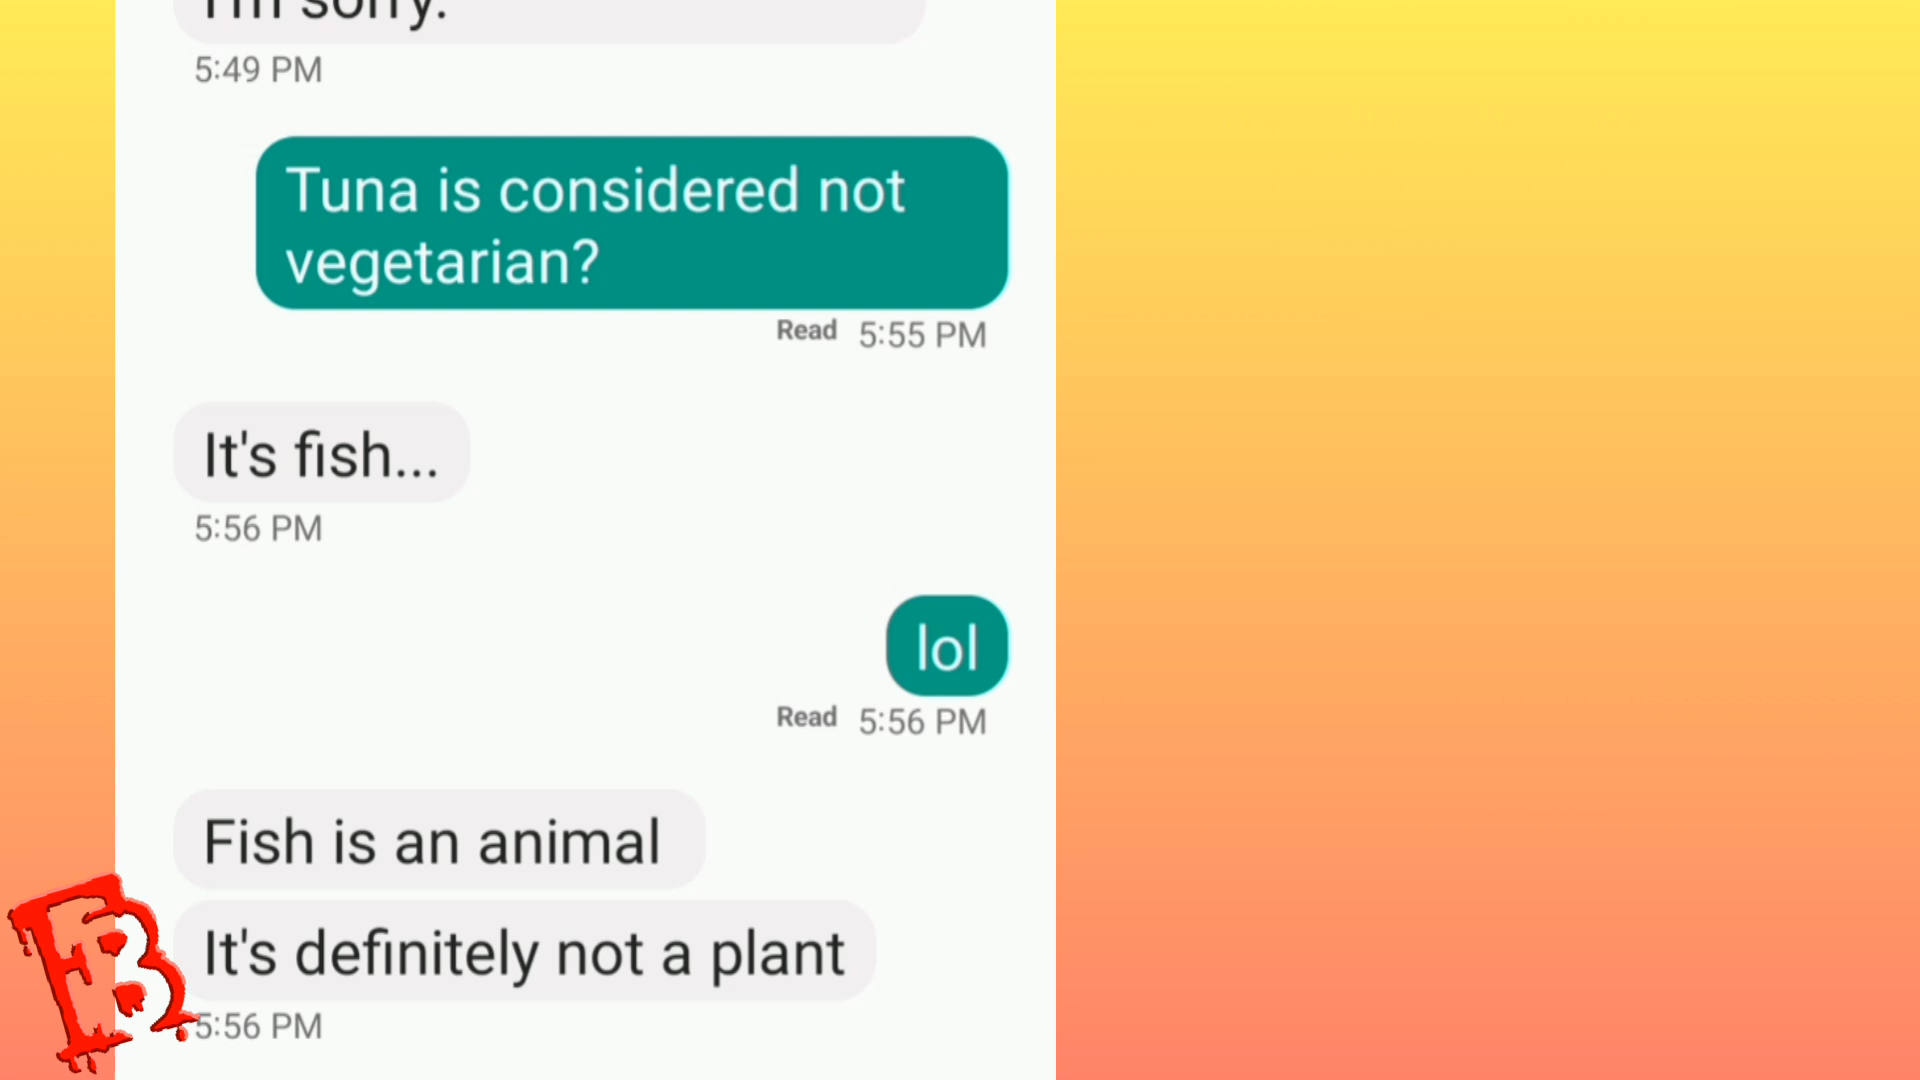 I'm sorry.
5:49 PM
Tuna is considered not
vegetarian?
Read 5:55 PM
It's fish...
5:56 PM
lol
Read 5:56 PM
Fish is an animal
It's definitely not a plant
5:56 PM